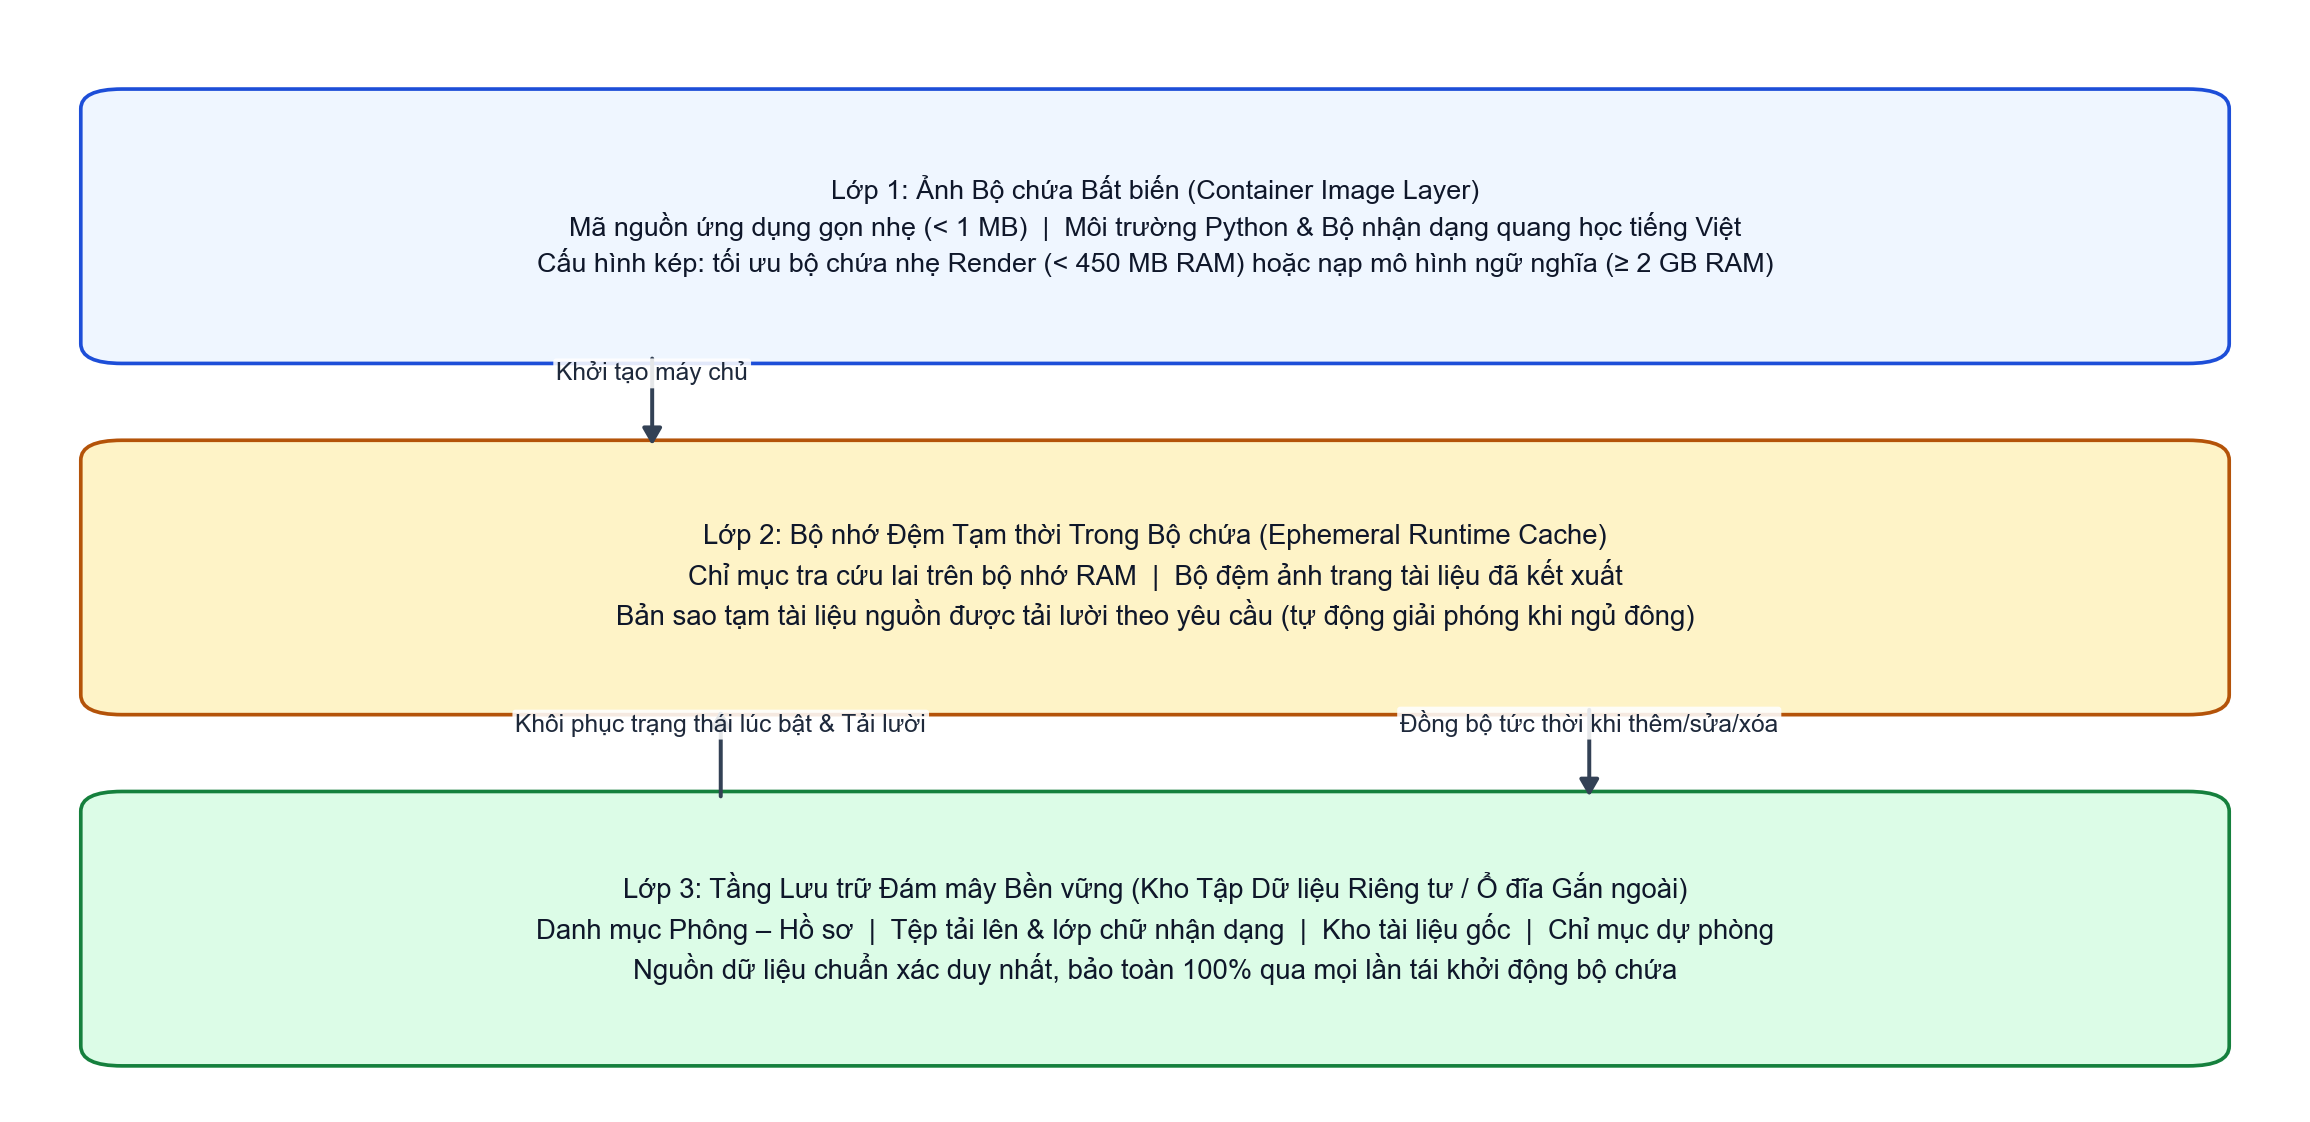 Lớp 1: Ảnh Bộ chứa Bất biến (Container Image Layer)
Mã nguồn ứng dụng gọn nhẹ (< 1 MB) | Môi trường Python & Bộ nhận dạng quang học tiếng Việt
Cấu hình kép: tối ưu bộ chứa nhẹ Render (< 450 MB RAM) hoặc nạp mô hình ngữ nghĩa (≥ 2 GB RAM)
Khởi tạo máy chủ
Lớp 2: Bộ nhớ Đệm Tạm thời Trong Bộ chứa (Ephemeral Runtime Cache)
Chỉ mục tra cứu lai trên bộ nhớ RAM | Bộ đệm ảnh trang tài liệu đã kết xuất
Bản sao tạm tài liệu nguồn được tải lười theo yêu cầu (tự động giải phóng khi ngủ đông)
Khôi phục trạng thái lúc bật & Tải lười
Đồng bộ tức thời khi thêm/sửa/xóa
Lớp 3: Tầng Lưu trữ Đám mây Bền vững (Kho Tập Dữ liệu Riêng tư / Ổ đĩa Gắn ngoài)
Danh mục Phông – Hồ sơ | Tệp tải lên & lớp chữ nhận dạng | Kho tài liệu gốc | Chỉ mục dự phòng
Nguồn dữ liệu chuẩn xác duy nhất, bảo toàn 100% qua mọi lần tái khởi động bộ chứa